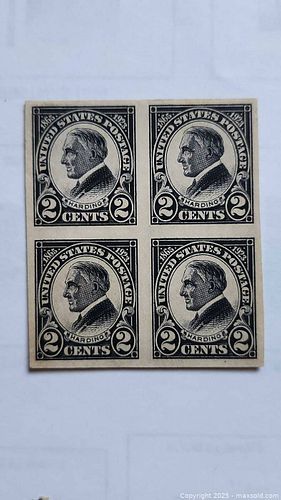 1865 UNITED STATES POSTAGE 1923
HARDING
2 CENTS 2
1865 UNITED STATES POSTAGE 1923
HARDING
2 CENTS 2
1865 UNITED STATES POSTAGE 1923
HARDING
2 CENTS 2
1865 UNITED STATES POSTAGE 1923
HARDING
2 CENTS 2
Copyright 2025 - maxsold.com